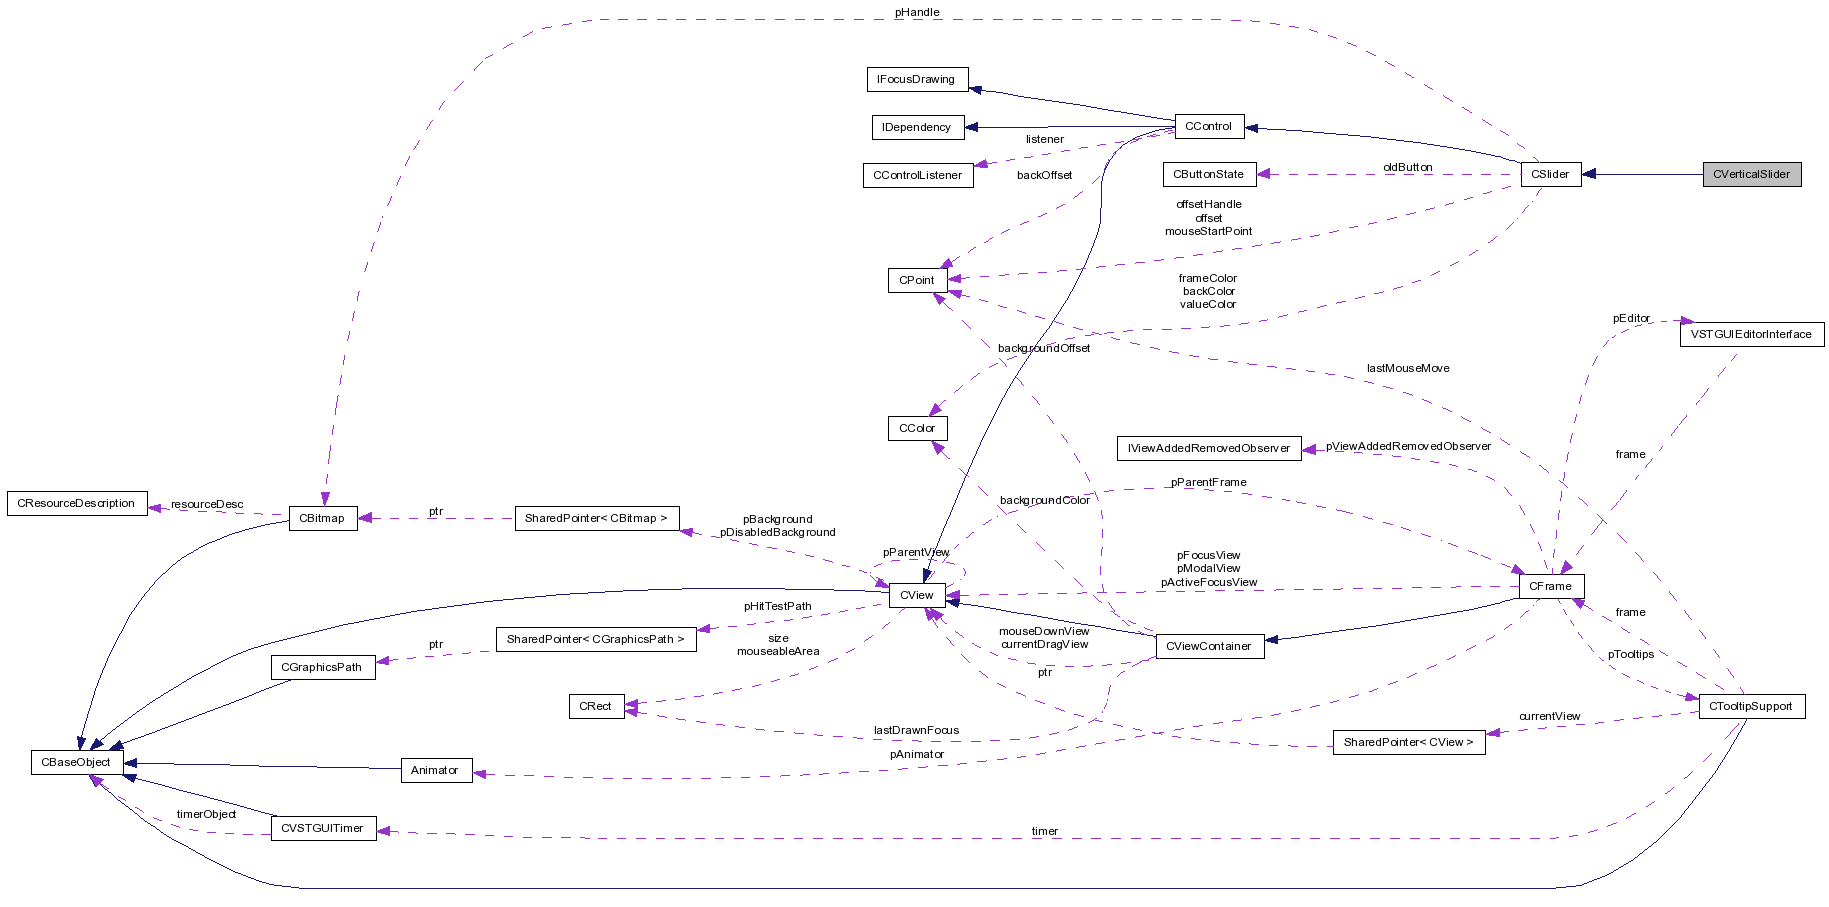 pHandle
IFocusDrawing
IDependency
CControl
listener
CControlListener
backOffset
CButtonState
oldButton
CSlider
CVerticalSlider
offsetHandle
offset
mouseStartPoint
CPoint
frameColor
backColor
valueColor
pEditor
VSTGUIEditorInterface
backgroundOffset
lastMouseMove
CColor
IViewAddedRemovedObserver
pViewAddedRemovedObserver
frame
pParentFrame
backgroundColor
CResourceDescription
resourceDesc
CBitmap
ptr
SharedPointer< CBitmap >
pBackground
pDisabledBackground
pParentView
CView
pFocusView
pModalView
pActiveFocusView
CFrame
pHitTestPath
size
mouseableArea
SharedPointer< CGraphicsPath >
ptr
CGraphicsPath
mouseDownView
currentDragView
ptr
CViewContainer
frame
pTooltips
CRect
CTooltipSupport
currentView
lastDrawnFocus
SharedPointer< CView >
pAnimator
CBaseObject
Animator
timerObject
CVSTGUITimer
timer